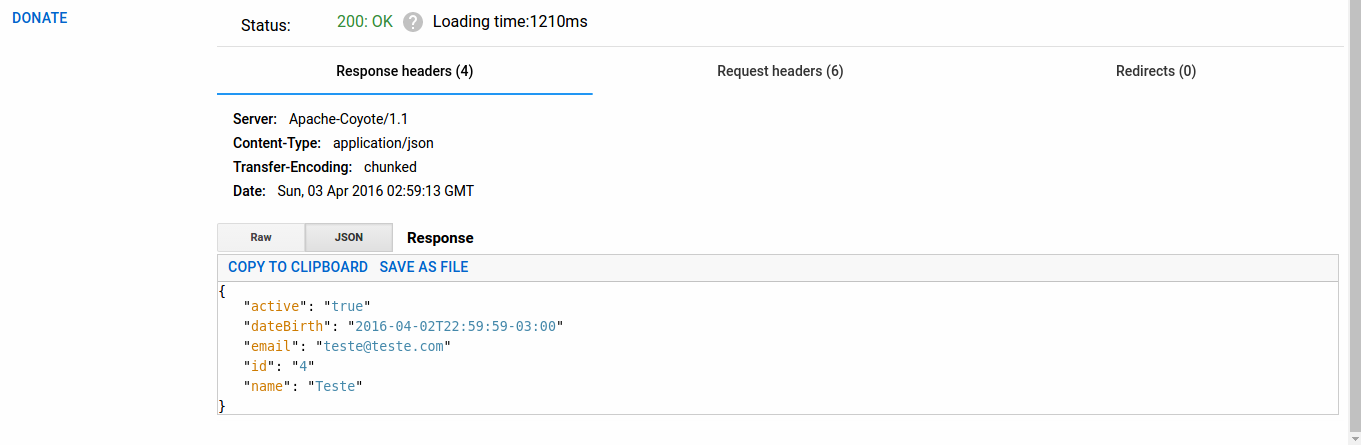 DONATE
Status: 200: OK ? Loading time:1210ms
Response headers (4) Request headers (6) Redirects (0)
Server: Apache-Coyote/1.1
Content-Type: application/json
Transfer-Encoding: chunked
Date: Sun, 03 Apr 2016 02:59:13 GMT
Raw JSON Response
COPY TO CLIPBOARD SAVE AS FILE
{
"active": "true"
"dateBirth": "2016-04-02T22:59:59-03:00"
"email": "teste@teste.com"
"id": "4"
"name": "Teste"
}